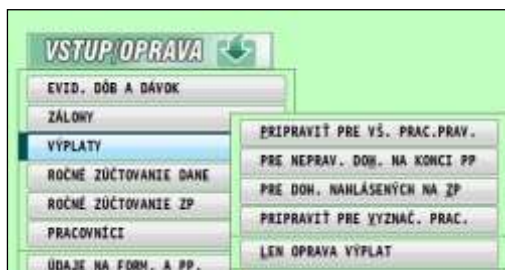 VSTUP/OPRAVA
EVID. DÔB A DÁVOK
ZÁLOHY
VÝPLATY
ROČNÉ ZÚČTOVANIE DANE
ROČNÉ ZÚČTOVANIE ZP
PRACOVNÍCI
ÚDAJE NA FORM. A PP.
PRIPRAVIŤ PRE VŠ. PRAC.PRAV.
PRE NEPRAV. DOH. NA KONCI PP
PRE DOH. NAHLÁSENÝCH NA ZP
PRIPRAVIŤ PRE VYZNAČ. PRAC.
LEN OPRAVA VÝPLAT